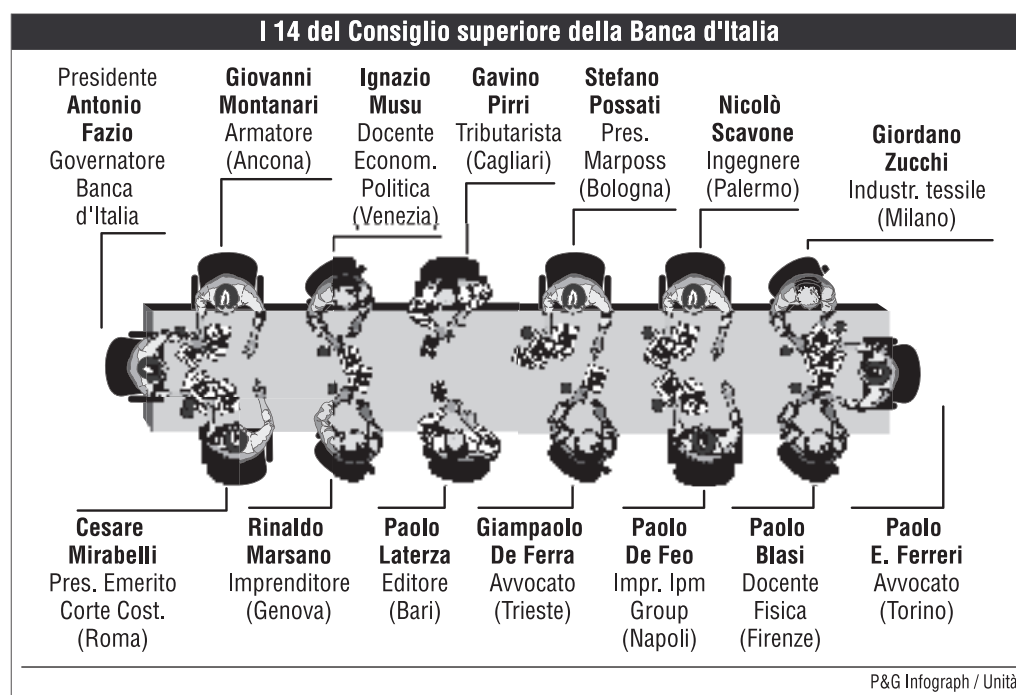 I 14 del Consiglio superiore della Banca d'Italia
Presidente
Antonio
Fazio
Governatore
Banca
d'Italia
Giovanni
Montanari
Armatore
(Ancona)
Ignazio
Musu
Docente
Econom.
Politica
(Venezia)
Gavino
Pirri
Tributarista
(Cagliari)
Stefano
Possati
Pres.
Marposs
(Bologna)
Nicolò
Scavone
Ingegnere
(Palermo)
Giordano
Zucchi
Industr. tessile
(Milano)
Cesare
Mirabelli
Pres. Emerito
Corte Cost.
(Roma)
Rinaldo
Marsano
Imprenditore
(Genova)
Paolo
Laterza
Editore
(Bari)
Giampaolo
De Ferra
Avvocato
(Trieste)
Paolo
De Feo
Impr. Ipm
Group
(Napoli)
Paolo
Blasi
Docente
Fisica
(Firenze)
Paolo
E. Ferreri
Avvocato
(Torino)
P&G Infograph / Unità